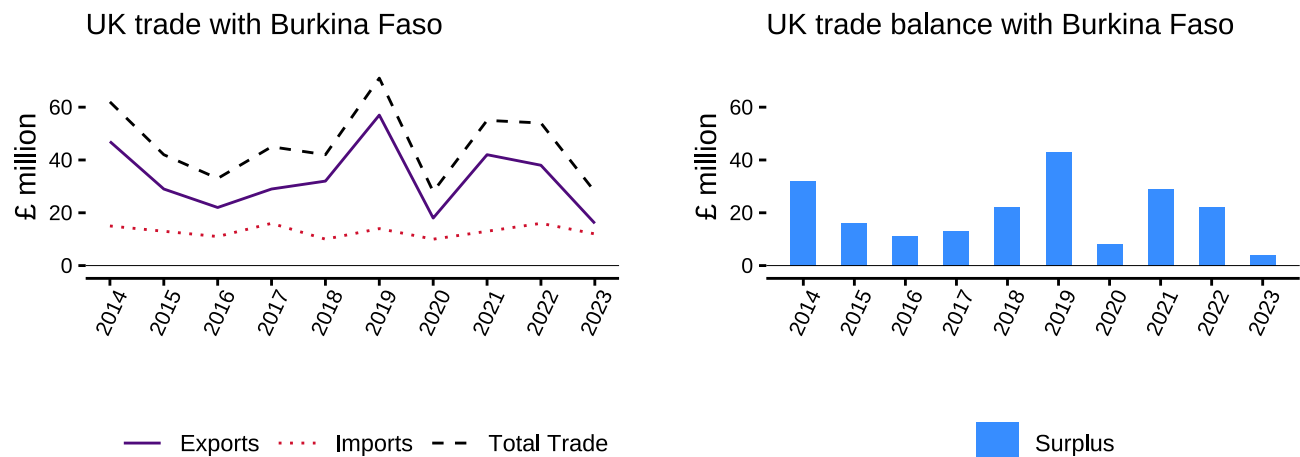 UK trade with Burkina Faso
£ million
60
40
20
0
2014 2015 2016 2017 2018 2019 2020 2021 2022 2023
Exports Imports Total Trade
UK trade balance with Burkina Faso
£ million
60
40
20
0
2014 2015 2016 2017 2018 2019 2020 2021 2022 2023
Surplus